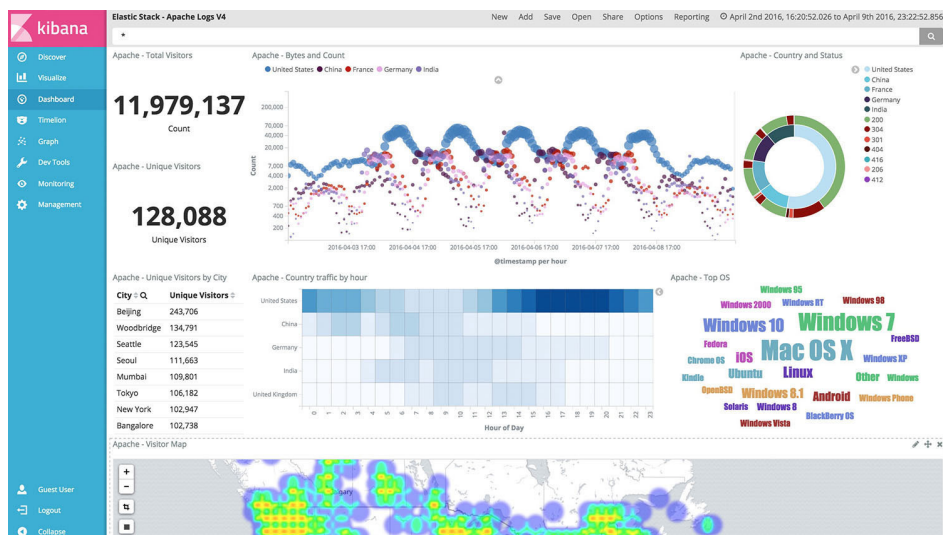 kibana
Discover
Visualize
Dashboard
Timelion
Graph
Dev Tools
Monitoring
Management
Guest User
Logout
Collapse
Elastic Stack - Apache Logs V4
New Add Save Open Share Options Reporting April 2nd 2016, 16:20:52.026 to April 9th 2016, 23:22:52.856
*
Apache - Total Visitors
11,979,137
Count
Apache - Unique Visitors
128,088
Unique Visitors
Apache - Bytes and Count
United States China France Germany India
Count
200,000
70,000
40,000
20,000
7,000
4,000
2,000
700
400
200
2016-04-03 17:00 2016-04-04 17:00 2016-04-05 17:00 2016-04-06 17:00 2016-04-07 17:00 2016-04-08 17:00
@timestamp per hour
Apache - Country and Status
United States
China
France
Germany
India
200
304
301
404
416
206
412
Apache - Unique Visitors by City
City Unique Visitors
Beijing 243,706
Woodbridge 134,791
Seattle 123,545
Seoul 111,663
Mumbai 109,801
Tokyo 106,182
New York 102,947
Bangalore 102,738
Apache - Country traffic by hour
United States
China
Germany
India
United Kingdom
0 1 2 3 4 5 6 7 8 9 10 11 12 13 14 15 16 17 18 19 20 21 22 23
Hour of Day
Apache - Top OS
Windows 95
Windows 2000 Windows RT Windows 98
Windows 10 Windows 7
FreeBSD
Fedora
Mac OS X
Chrome OS iOS Windows XP
Kindle Ubuntu Linux Other Windows
OpenBSD Windows 8.1 Android Windows Phone
Solaris Windows 8
BlackBerry OS
Windows Vista
Apache - Visitor Map
+
−